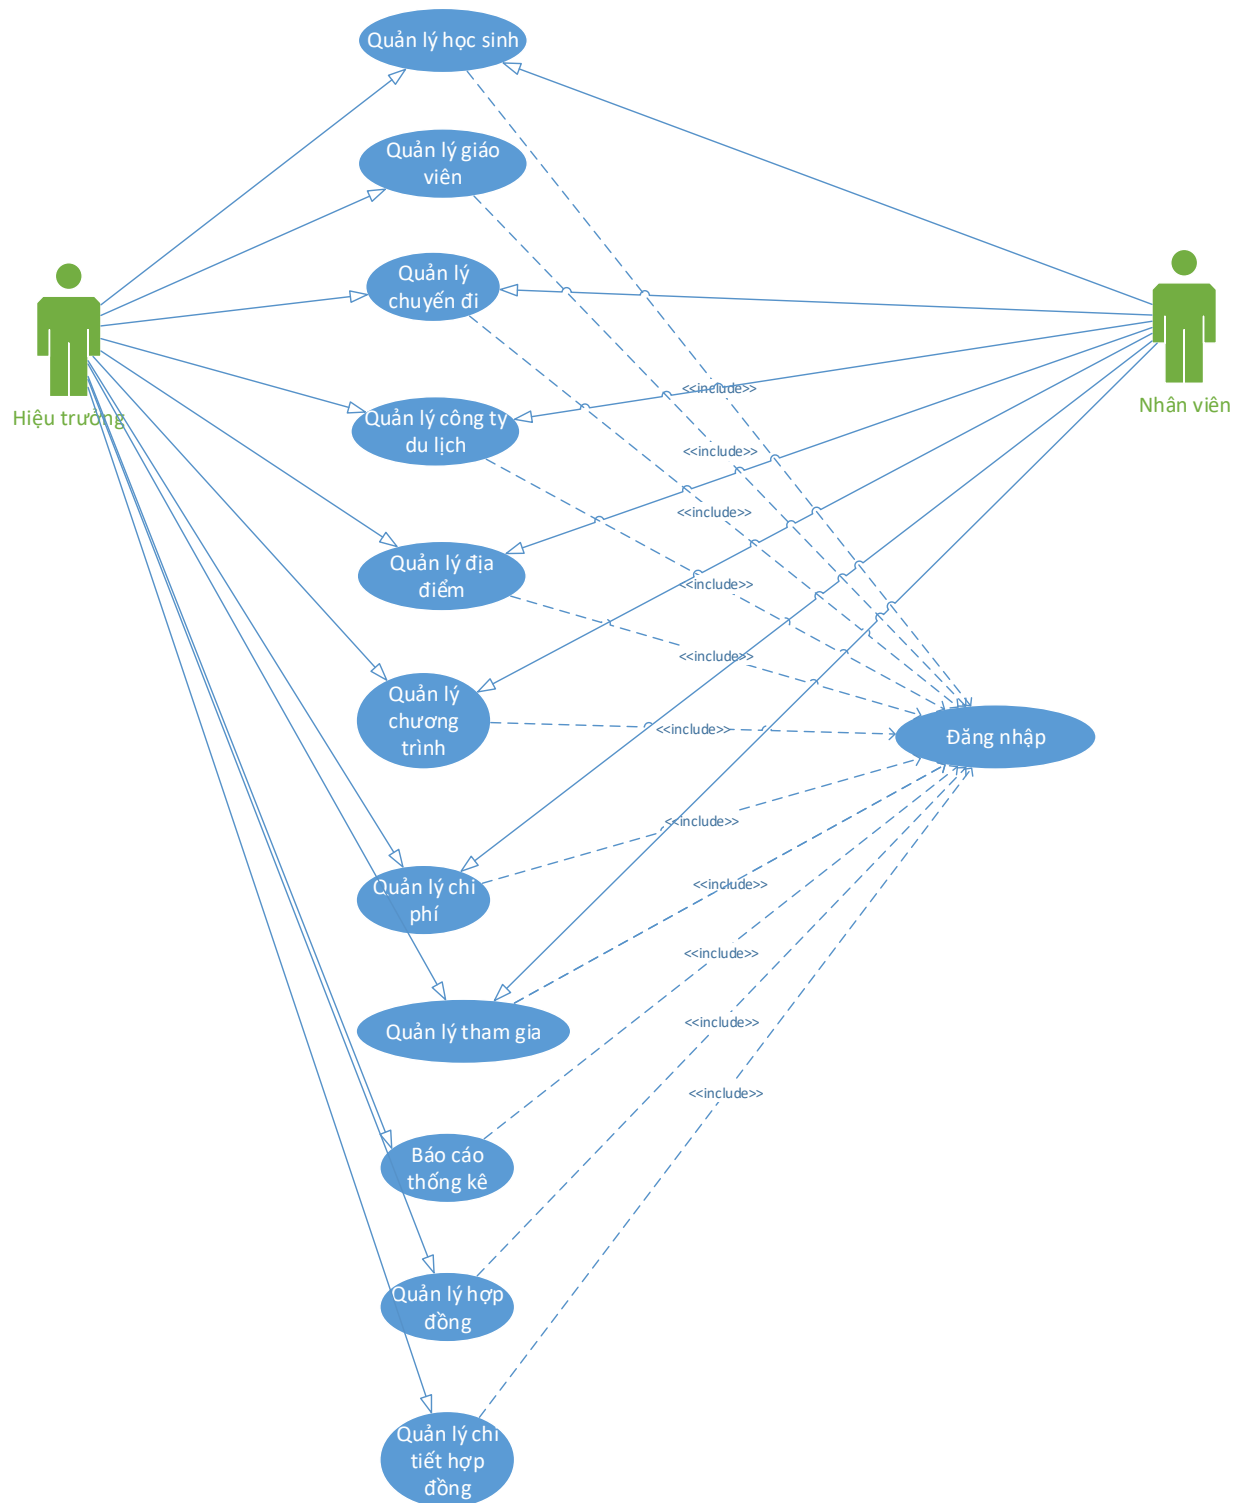 Quản lý học sinh
Quản lý giáo
viên
Quản lý
chuyến đi
Hiệu trưởng
Nhân viên
Quản lý công ty
du lịch
<<include>>
<<include>>
<<include>>
Quản lý địa
điểm
<<include>>
<<include>>
Quản lý
chương
trình
<<include>>
Đăng nhập
<<include>>
Quản lý chi
phí
<<include>>
<<include>>
Quản lý tham gia
<<include>>
<<include>>
Báo cáo
thống kê
Quản lý hợp
đồng
Quản lý chi
tiết hợp
đồng